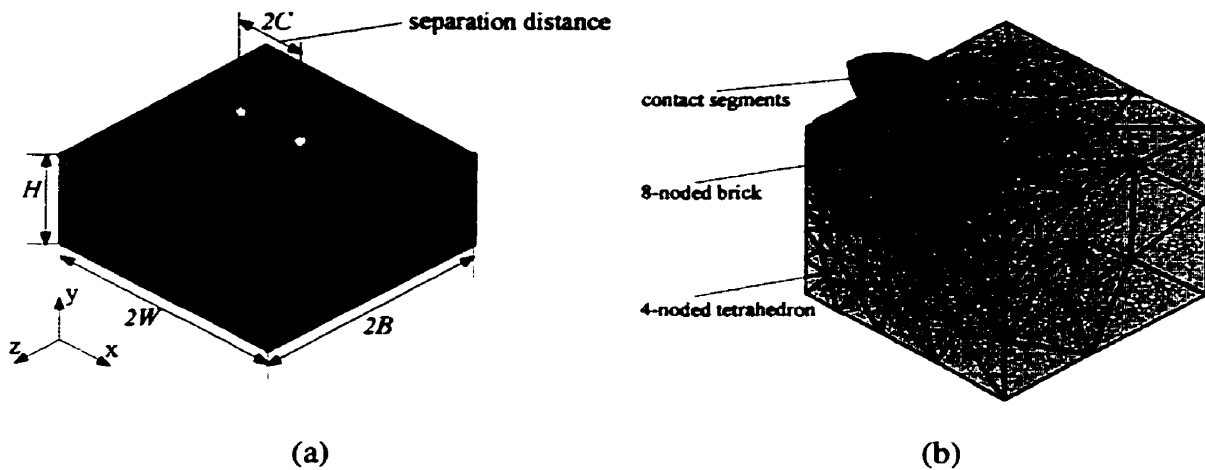 2C
separation distance
H
2W
2B
y
z
x
(a)
contact segments
8-noded brick
4-noded tetrahedron
(b)